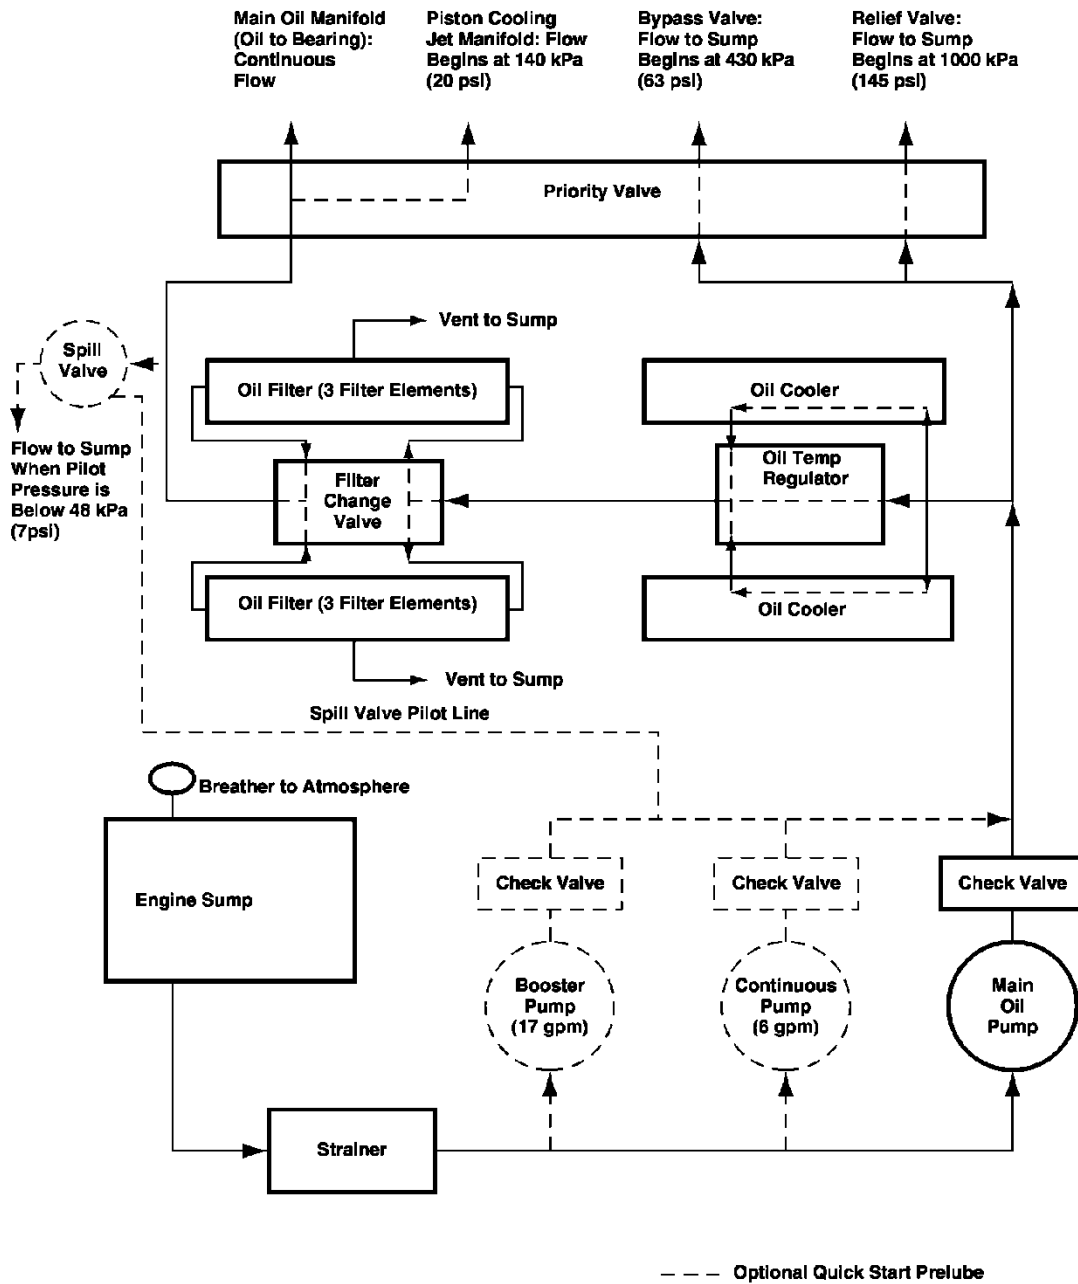 Main Oil Manifold
(Oil to Bearing):
Continuous
Flow
Piston Cooling
Jet Manifold: Flow
Begins at 140 kPa
(20 psi)
Bypass Valve:
Flow to Sump
Begins at 430 kPa
(63 psi)
Relief Valve:
Flow to Sump
Begins at 1000 kPa
(145 psi)
Priority Valve
Vent to Sump
Spill
Valve
Oil Filter (3 Filter Elements)
Oil Cooler
Flow to Sump
When Pilot
Pressure is
Below 48 kPa
(7psi)
Filter
Change
Valve
Oil Temp
Regulator
Oil Filter (3 Filter Elements)
Oil Cooler
Vent to Sump
Spill Valve Pilot Line
Breather to Atmosphere
Engine Sump
Check Valve
Check Valve
Check Valve
Booster
Pump
(17 gpm)
Continuous
Pump
(6 gpm)
Main
Oil
Pump
Strainer
Optional Quick Start Prelube